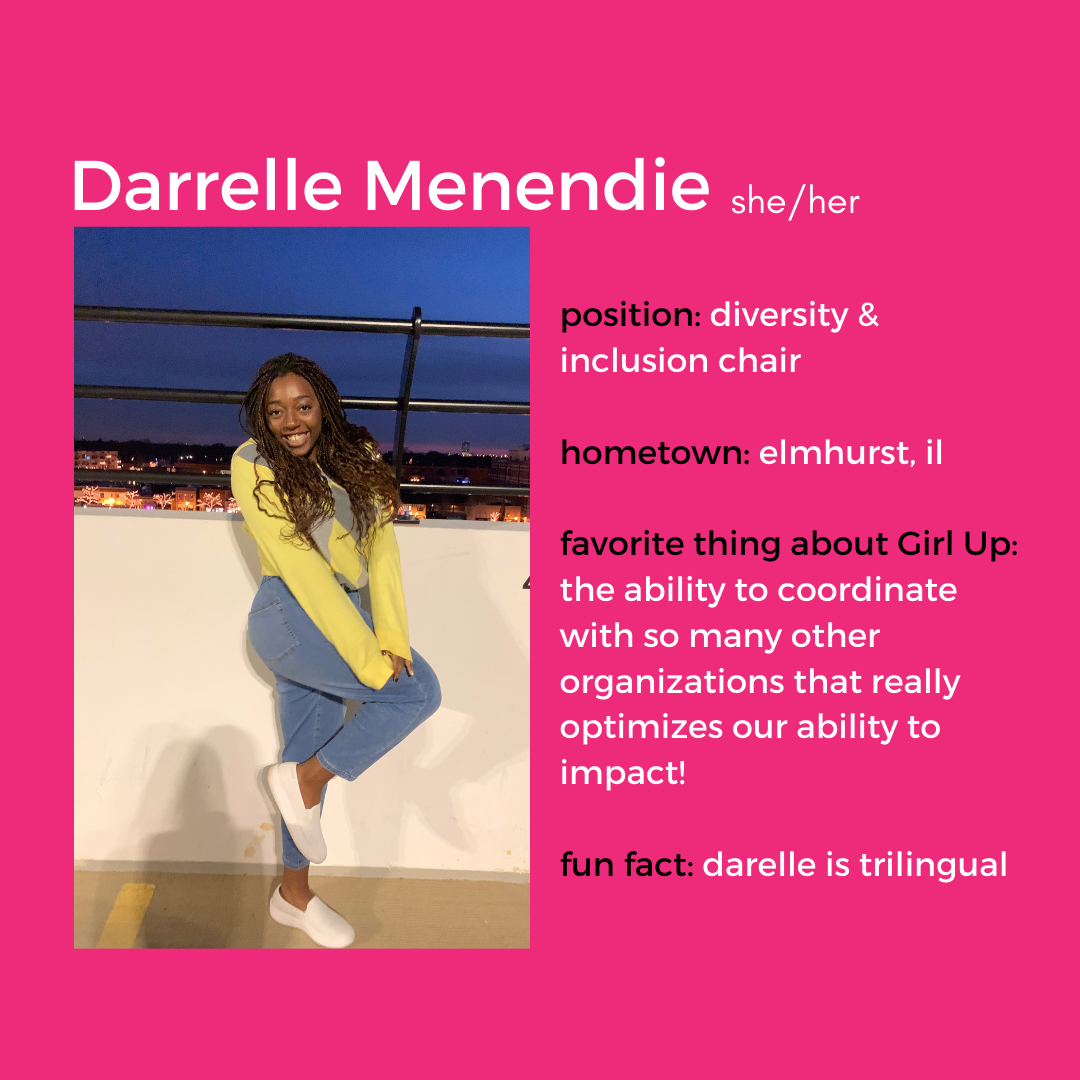 Darrelle Menendie she/her
position: diversity &
inclusion chair
hometown: elmhurst, il
favorite thing about Girl Up:
the ability to coordinate
with so many other
organizations that really
optimizes our ability to
impact!
fun fact: darelle is trilingual